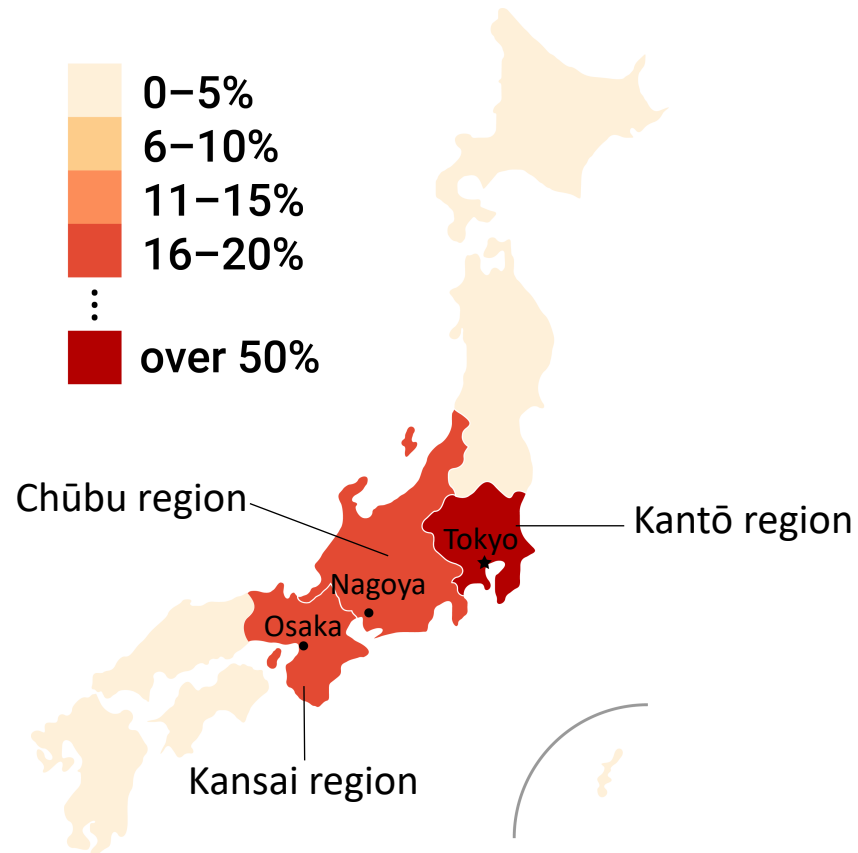 0–5%
6–10%
11–15%
16–20%
⋮
over 50%
Chūbu region
Kantō region
Tokyo
Nagoya
Osaka
Kansai region